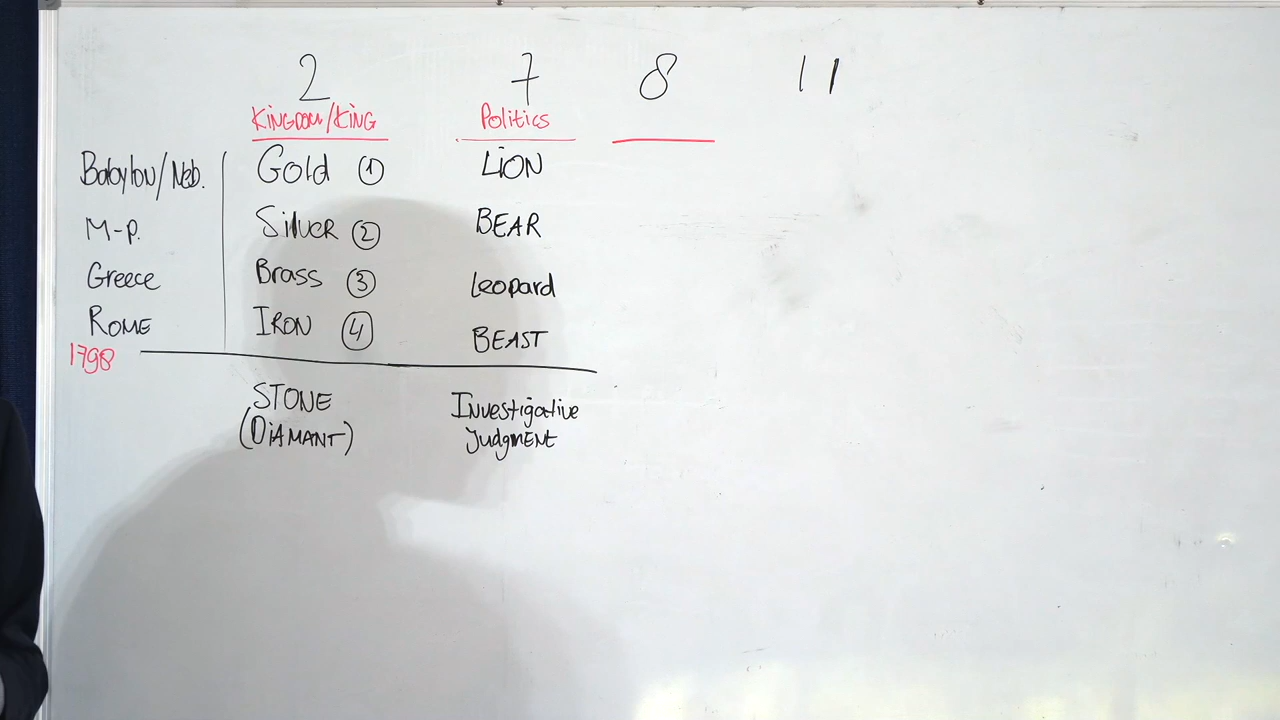 2 7 8 11
KINGDOM/KING Politics
Babylon/Neb. Gold ① LION
M-P. Silver ② BEAR
Greece Brass ③ Leopard
ROME IRON ④ BEAST
1798
STONE Investigative
(DIAMANT) JudgmENT